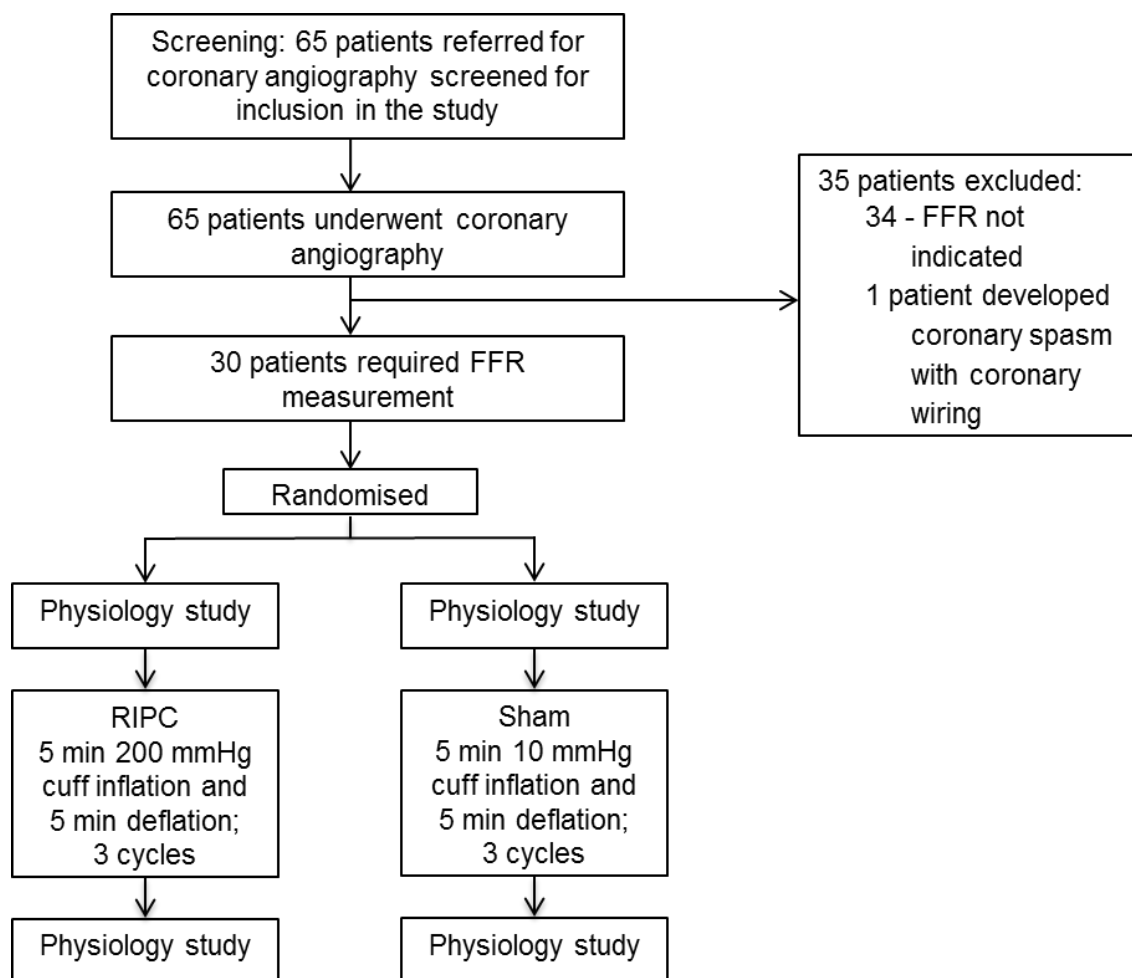 Screening: 65 patients referred for
coronary angiography screened for
inclusion in the study
65 patients underwent coronary
angiography
35 patients excluded:
34 - FFR not
indicated
1 patient developed
coronary spasm
with coronary
wiring
30 patients required FFR
measurement
Randomised
Physiology study
Physiology study
RIPC
5 min 200 mmHg
cuff inflation and
5 min deflation;
3 cycles
Sham
5 min 10 mmHg
cuff inflation and
5 min deflation;
3 cycles
Physiology study
Physiology study